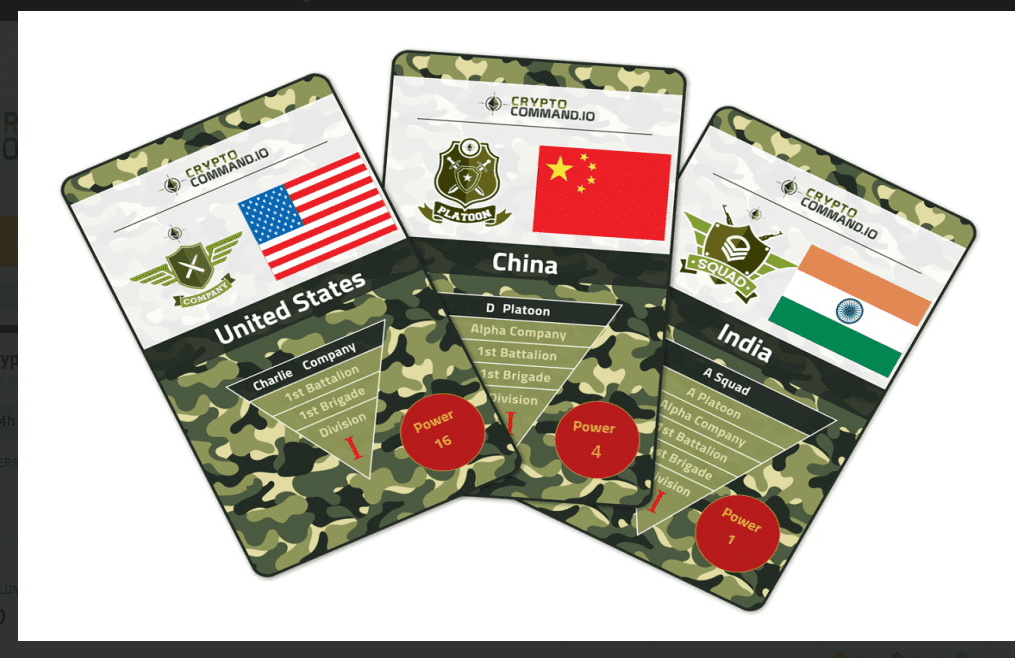 CRYPTO
COMMAND.IO
COMPANY
United States
Charlie Company
1st Battalion
1st Brigade
Division
I
Power
16
CRYPTO
COMMAND.IO
PLATOON
China
D Platoon
Alpha Company
1st Battalion
1st Brigade
Division
I
Power
4
CRYPTO
COMMAND.IO
SQUAD
India
A Squad
A Platoon
Alpha Company
1st Battalion
st Brigade
ivision
I
Power
1